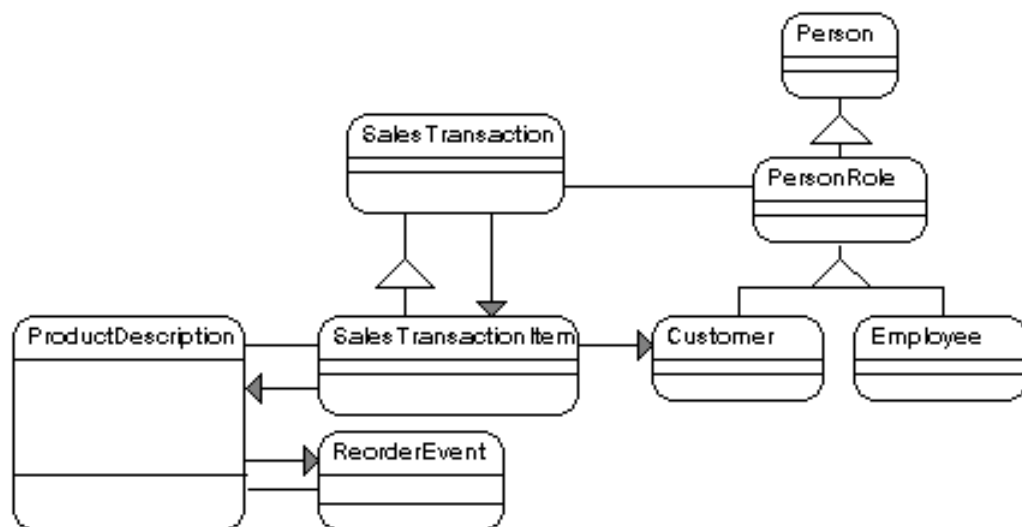 Person
SalesTransaction
PersonRole
ProductDescription
SalesTransactionItem
Customer
Employee
ReorderEvent